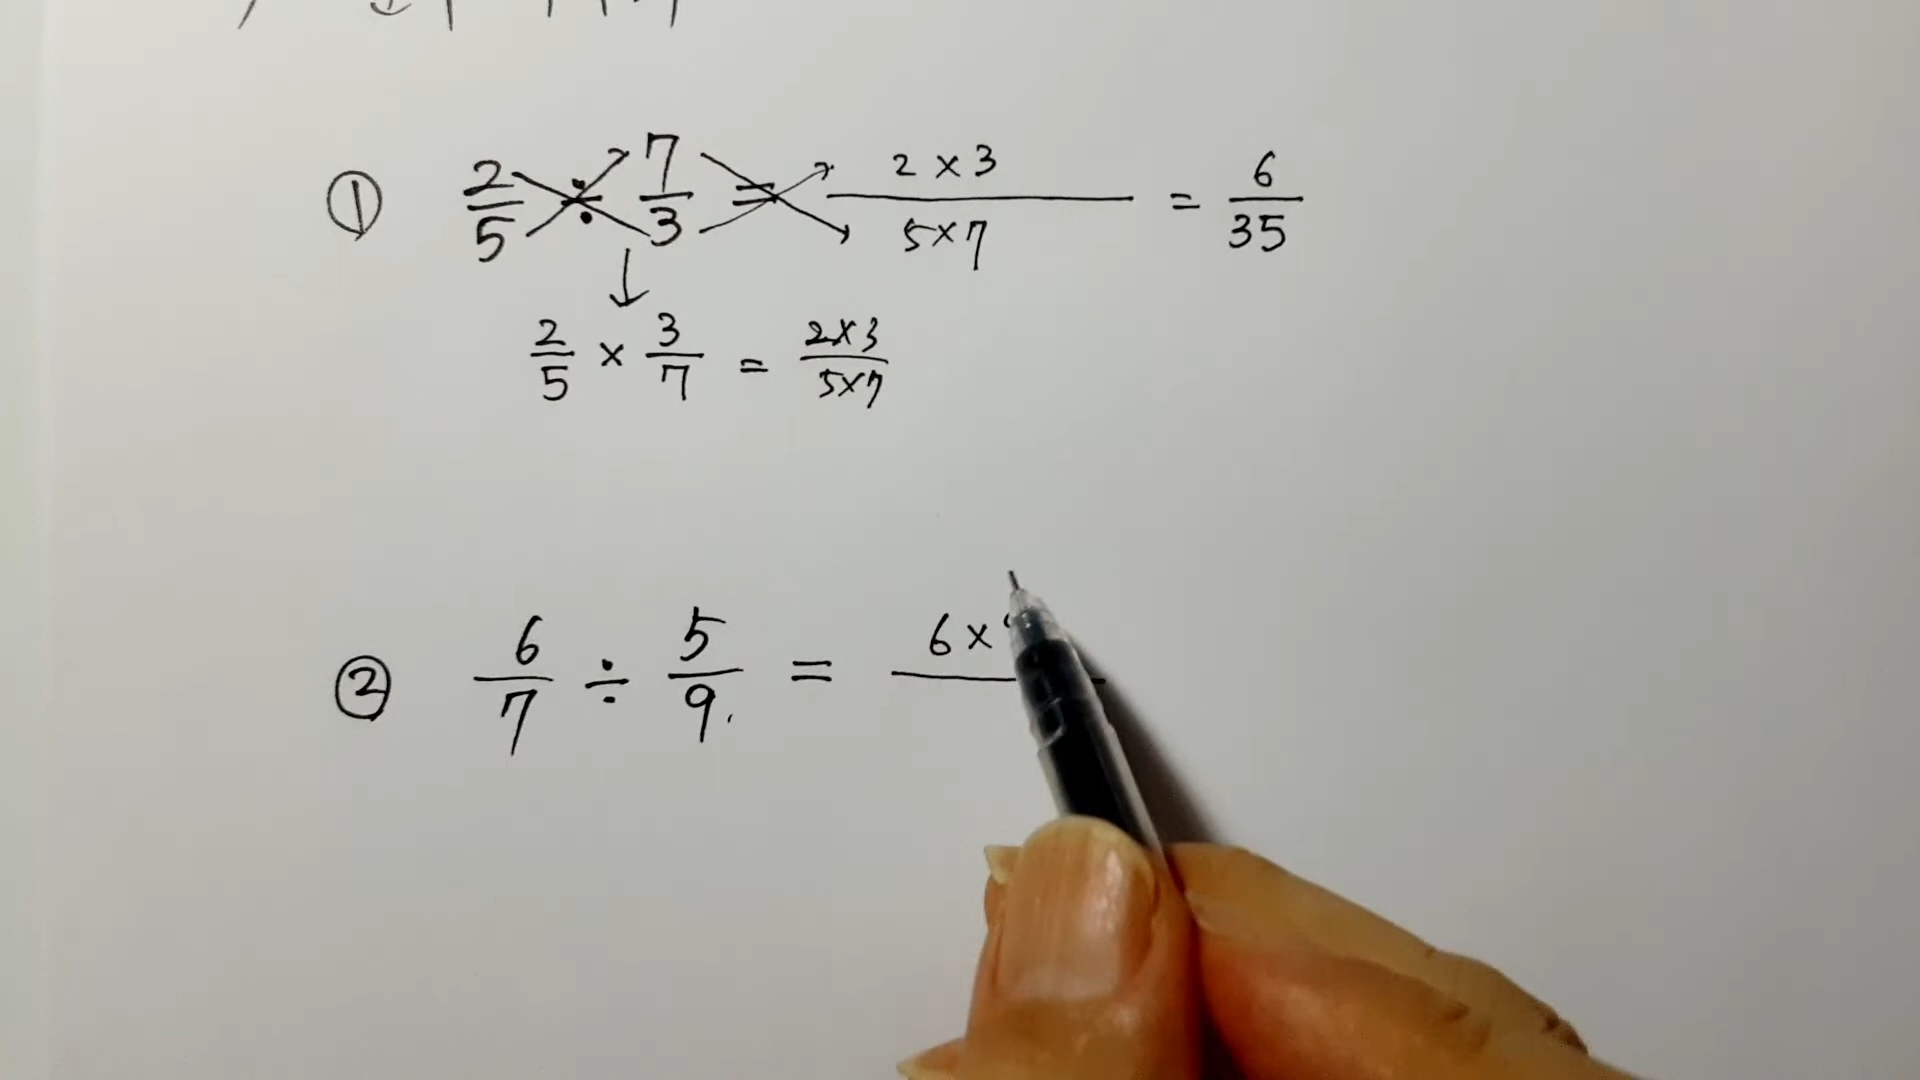 ① 2/5 ÷ 7/3 = 2×3/5×7 = 6/35
↓
2/5 × 3/7 = 2×3/5×7
② 6/7 ÷ 5/9 = 6×